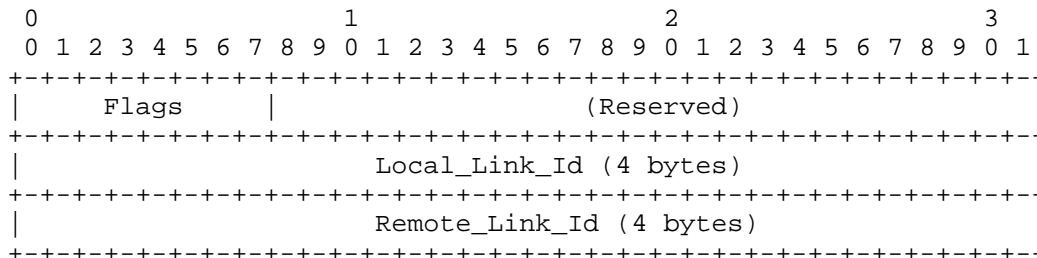 0                   1                   2                   3
 0 1 2 3 4 5 6 7 8 9 0 1 2 3 4 5 6 7 8 9 0 1 2 3 4 5 6 7 8 9 0 1
+-+-+-+-+-+-+-+-+-+-+-+-+-+-+-+-+-+-+-+-+-+-+-+-+-+-+-+-+-+-+-+--
|     Flags     |                   (Reserved)
+-+-+-+-+-+-+-+-+-+-+-+-+-+-+-+-+-+-+-+-+-+-+-+-+-+-+-+-+-+-+-+--
|                      Local_Link_Id (4 bytes)
+-+-+-+-+-+-+-+-+-+-+-+-+-+-+-+-+-+-+-+-+-+-+-+-+-+-+-+-+-+-+-+--
|                      Remote_Link_Id (4 bytes)
+-+-+-+-+-+-+-+-+-+-+-+-+-+-+-+-+-+-+-+-+-+-+-+-+-+-+-+-+-+-+-+--